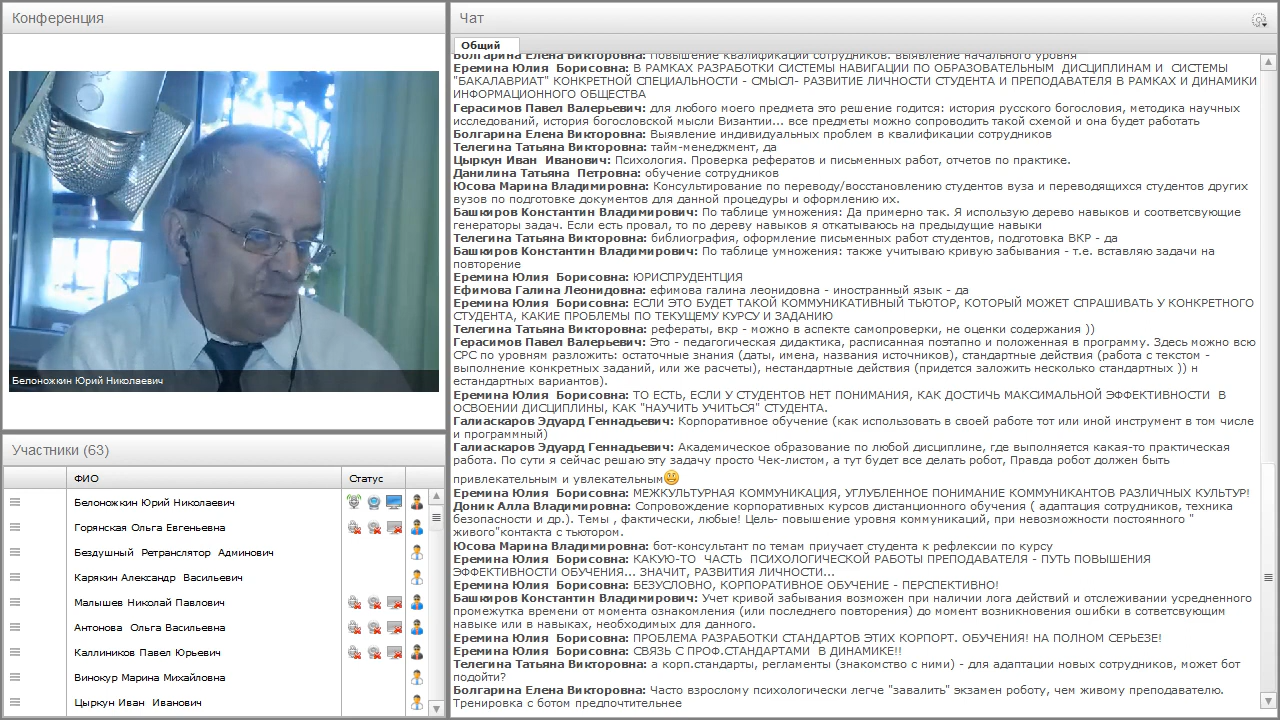 Конференция
Белоножкин Юрий Николаевич
Участники (63)
ФИО
Статус
Белоножкин Юрий Николаевич
Горянская Ольга Евгеньевна
Бездушный Ретранслятор Админович
Карякин Александр Васильевич
Малышев Николай Павлович
Антонова Ольга Васильевна
Каллиников Павел Юрьевич
Винокур Марина Михайловна
Цыркун Иван Иванович
Чат
Общий
Болгарина Елена Викторовна: повышение квалификации сотрудников. выявление начального уровня
Еремина Юлия Борисовна: В РАМКАХ РАЗРАБОТКИ СИСТЕМЫ НАВИГАЦИИ ПО ОБРАЗОВАТЕЛЬНЫМ ДИСЦИПЛИНАМ И СИСТЕМЫ
"БАКАЛАВРИАТ" КОНКРЕТНОЙ СПЕЦИАЛЬНОСТИ - СМЫСЛ- РАЗВИТИЕ ЛИЧНОСТИ СТУДЕНТА И ПРЕПОДАВАТЕЛЯ В РАМКАХ И ДИНАМИКИ
ИНФОРМАЦИОННОГО ОБЩЕСТВА
Герасимов Павел Валерьевич: для любого моего предмета это решение годится: история русского богословия, методика научных
исследований, история богословской мысли Византии... все предметы можно сопроводить такой схемой и она будет работать
Болгарина Елена Викторовна: Выявление индивидуальных проблем в квалификации сотрудников
Телегина Татьяна Викторовна: тайм-менеджмент, да
Цыркун Иван Иванович: Психология. Проверка рефератов и письменных работ, отчетов по практике.
Данилина Татьяна Петровна: обучение сотрудников
Юсова Марина Владимировна: Консультирование по переводу/восстановлению студентов вуза и переводящихся студентов других
вузов по подготовке документов для данной процедуры и оформлению их.
Башкиров Константин Владимирович: По таблице умножения: Да примерно так. Я использую дерево навыков и соответсвующие
генераторы задач. Если есть провал, то по дереву навыков я откатываюсь на предыдущие навыки
Телегина Татьяна Викторовна: библиография, оформление письменных работ студентов, подготовка ВКР - да
Башкиров Константин Владимирович: По таблице умножения: также учитываю кривую забывания - т.е. вставляю задачи на
повторение
Еремина Юлия Борисовна: ЮРИСПРУДЕНТЦИЯ
Ефимова Галина Леонидовна: ефимова галина леонидовна - иностранный язык - да
Еремина Юлия Борисовна: ЕСЛИ ЭТО БУДЕТ ТАКОЙ КОММУНИКАТИВНЫЙ ТЬЮТОР, КОТОРЫЙ МОЖЕТ СПРАШИВАТЬ У КОНКРЕТНОГО
СТУДЕНТА, КАКИЕ ПРОБЛЕМЫ ПО ТЕКУЩЕМУ КУРСУ И ЗАДАНИЮ
Телегина Татьяна Викторовна: рефераты, вкр - можно в аспекте самопроверки, не оценки содержания ))
Герасимов Павел Валерьевич: Это - педагогическая дидактика, расписанная поэтапно и положенная в программу. Здесь можно всю
СРС по уровням разложить: остаточные знания (даты, имена, названия источников), стандартные действия (работа с текстом -
выполнение конкретных заданий, или же расчеты), нестандартные действия (придется заложить несколько стандартных )) н
естандартных вариантов).
Еремина Юлия Борисовна: ТО ЕСТЬ, ЕСЛИ У СТУДЕНТОВ НЕТ ПОНИМАНИЯ, КАК ДОСТИЧЬ МАКСИМАЛЬНОЙ ЭФФЕКТИВНОСТИ В
ОСВОЕНИИ ДИСЦИПЛИНЫ, КАК "НАУЧИТЬ УЧИТЬСЯ" СТУДЕНТА.
Галиаскаров Эдуард Геннадьевич: Корпоративное обучение (как использовать в своей работе тот или иной инструмент в том числе
и программный)
Галиаскаров Эдуард Геннадьевич: Академическое образование по любой дисциплине, где выполняется какая-то практическая
работа. По сути я сейчас решаю эту задачу просто Чек-листом, а тут будет все делать робот, Правда робот должен быть
привлекательным и увлекательным
Еремина Юлия Борисовна: МЕЖКУЛЬТУРНАЯ КОММУНИКАЦИЯ, УГЛУБЛЕННОЕ ПОНИМАНИЕ КОММУНИКАНТОВ РАЗЛИЧНЫХ КУЛЬТУР!
Доник Алла Владимировна: Сопровождение корпоративных курсов дистанционного обучения ( адаптация сотрудников, техника
безопасности и др.). Темы , фактически, любые! Цель- повышение уровня коммуникаций, при невозможности постоянного "
живого"контакта с тьютором.
Юсова Марина Владимировна: бот-консультант по темам приучает студента к рефлексии по курсу
Еремина Юлия Борисовна: КАКУЮ-ТО ЧАСТЬ ПСИХОЛОГИЧЕСКОЙ РАБОТЫ ПРЕПОДАВАТЕЛЯ - ПУТЬ ПОВЫШЕНИЯ
ЭФФЕКТИВНОСТИ ОБУЧЕНИЯ... ЗНАЧИТ, РАЗВИТИЯ ЛИЧНОСТИ...
Еремина Юлия Борисовна: БЕЗУСЛОВНО, КОРПОРАТИВНОЕ ОБУЧЕНИЕ - ПЕРСПЕКТИВНО!
Башкиров Константин Владимирович: Учет кривой забывания возможен при наличии лога действий и отслеживании усредненного
промежутка времени от момента ознакомления (или последнего повторения) до момент возникновения ошибки в сответсвующим
навыке или в навыках, необходимых для данного.
Еремина Юлия Борисовна: ПРОБЛЕМА РАЗРАБОТКИ СТАНДАРТОВ ЭТИХ КОРПОРТ. ОБУЧЕНИЯ! НА ПОЛНОМ СЕРЬЕЗЕ!
Еремина Юлия Борисовна: СВЯЗЬ С ПРОФ.СТАНДАРТАМИ В ДИНАМИКЕ!!
Телегина Татьяна Викторовна: а корп.стандарты, регламенты (знакомство с ними) - для адаптации новых сотрудников, может бот
подойти?
Болгарина Елена Викторовна: Часто взрослому психологически легче "завалить" экзамен роботу, чем живому преподавателю.
Тренировка с ботом предпочтительнее